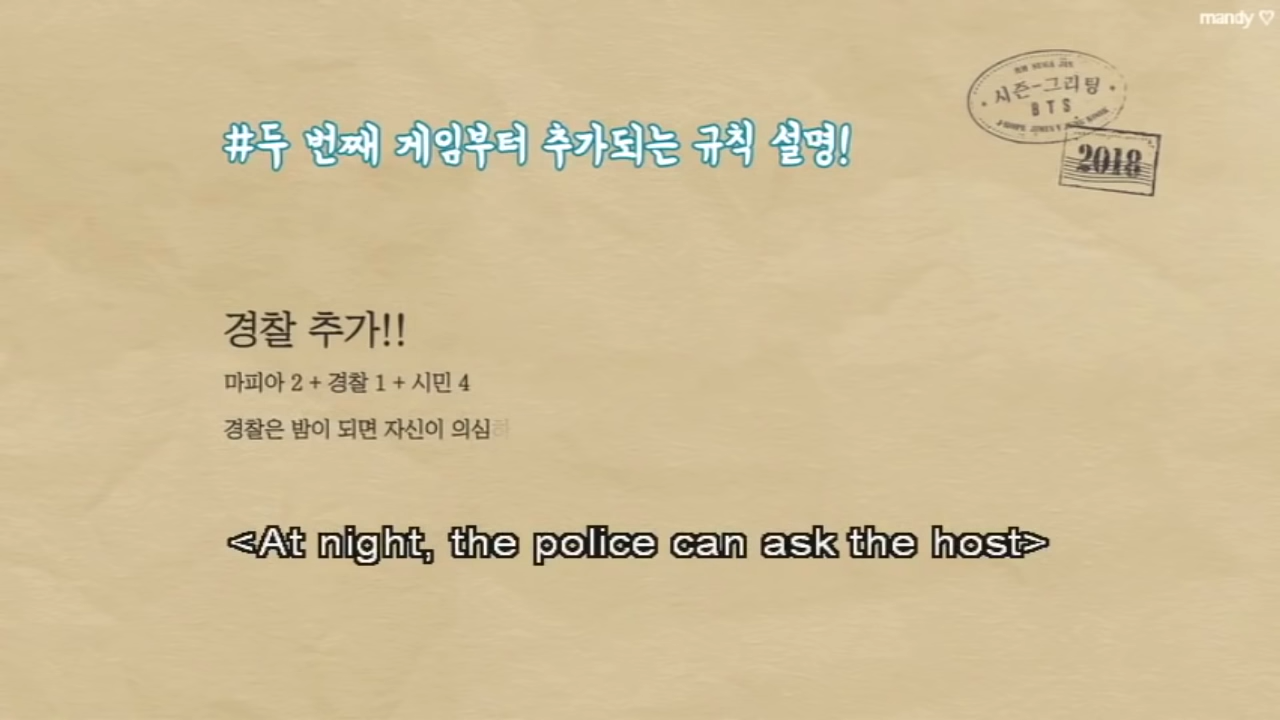 mandy ♡
시즌-그리팅
BTS
2018
#두 번째 게임부터 추가되는 규칙 설명!
경찰 추가!!
마피아 2 + 경찰 1 + 시민 4
경찰은 밤이 되면 자신이 의심하
<At night, the police can ask the host>